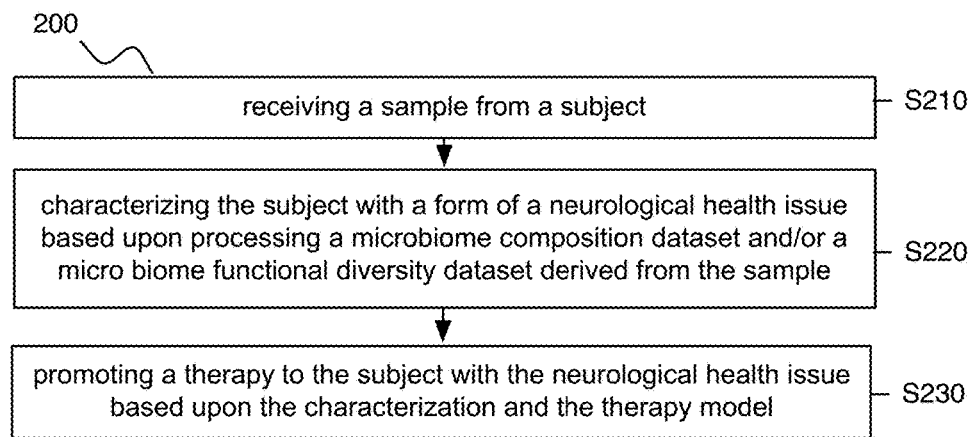 200
receiving a sample from a subject
S210
characterizing the subject with a form of a neurological health issue
based upon processing a microbiome composition dataset and/or a
micro biome functional diversity dataset derived from the sample
S220
promoting a therapy to the subject with the neurological health issue
based upon the characterization and the therapy model
S230